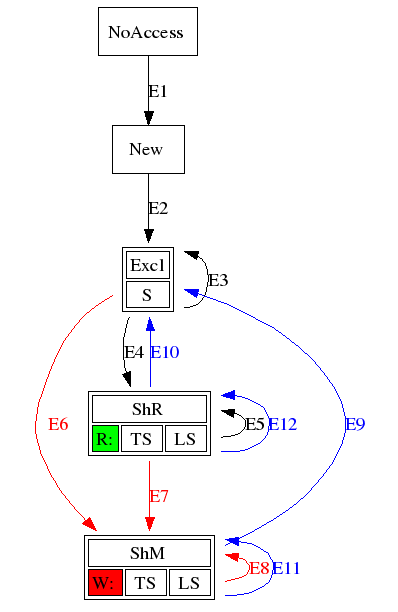 NoAccess
E1
New
E2
Excl
S
E3
E4
E10
ShR
R: TS LS
E5
E12
E6
E9
E7
ShM
W: TS LS
E8
E11